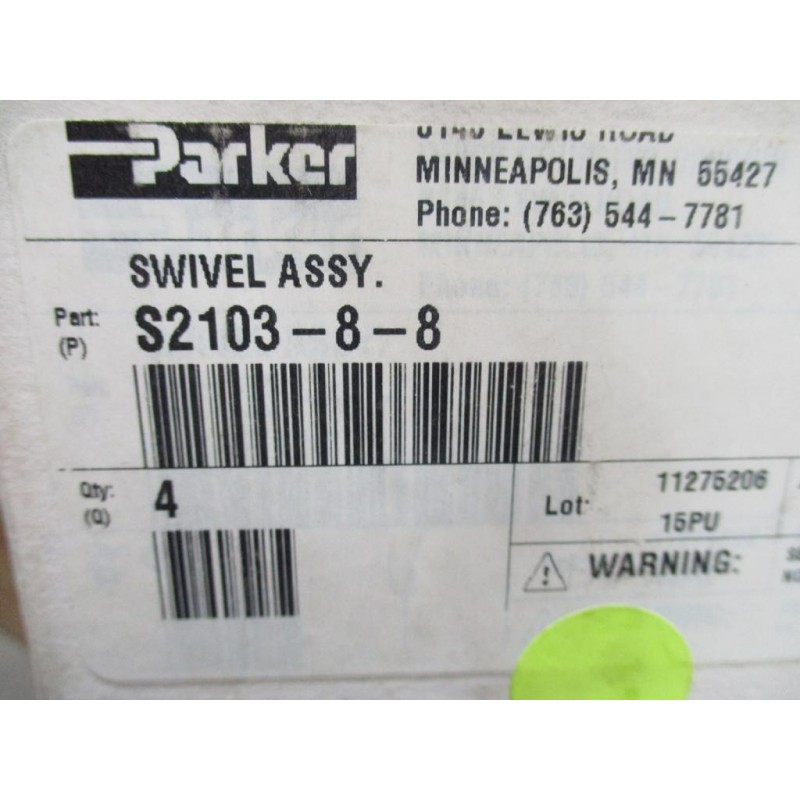 Parker
MINNEAPOLIS, MN 55427
Phone: (763) 544-7781
SWIVEL ASSY.
Part:
(P)
S2103-8-8
Qty:
(Q)
4
Lot:
11275206
15PU
WARNING: